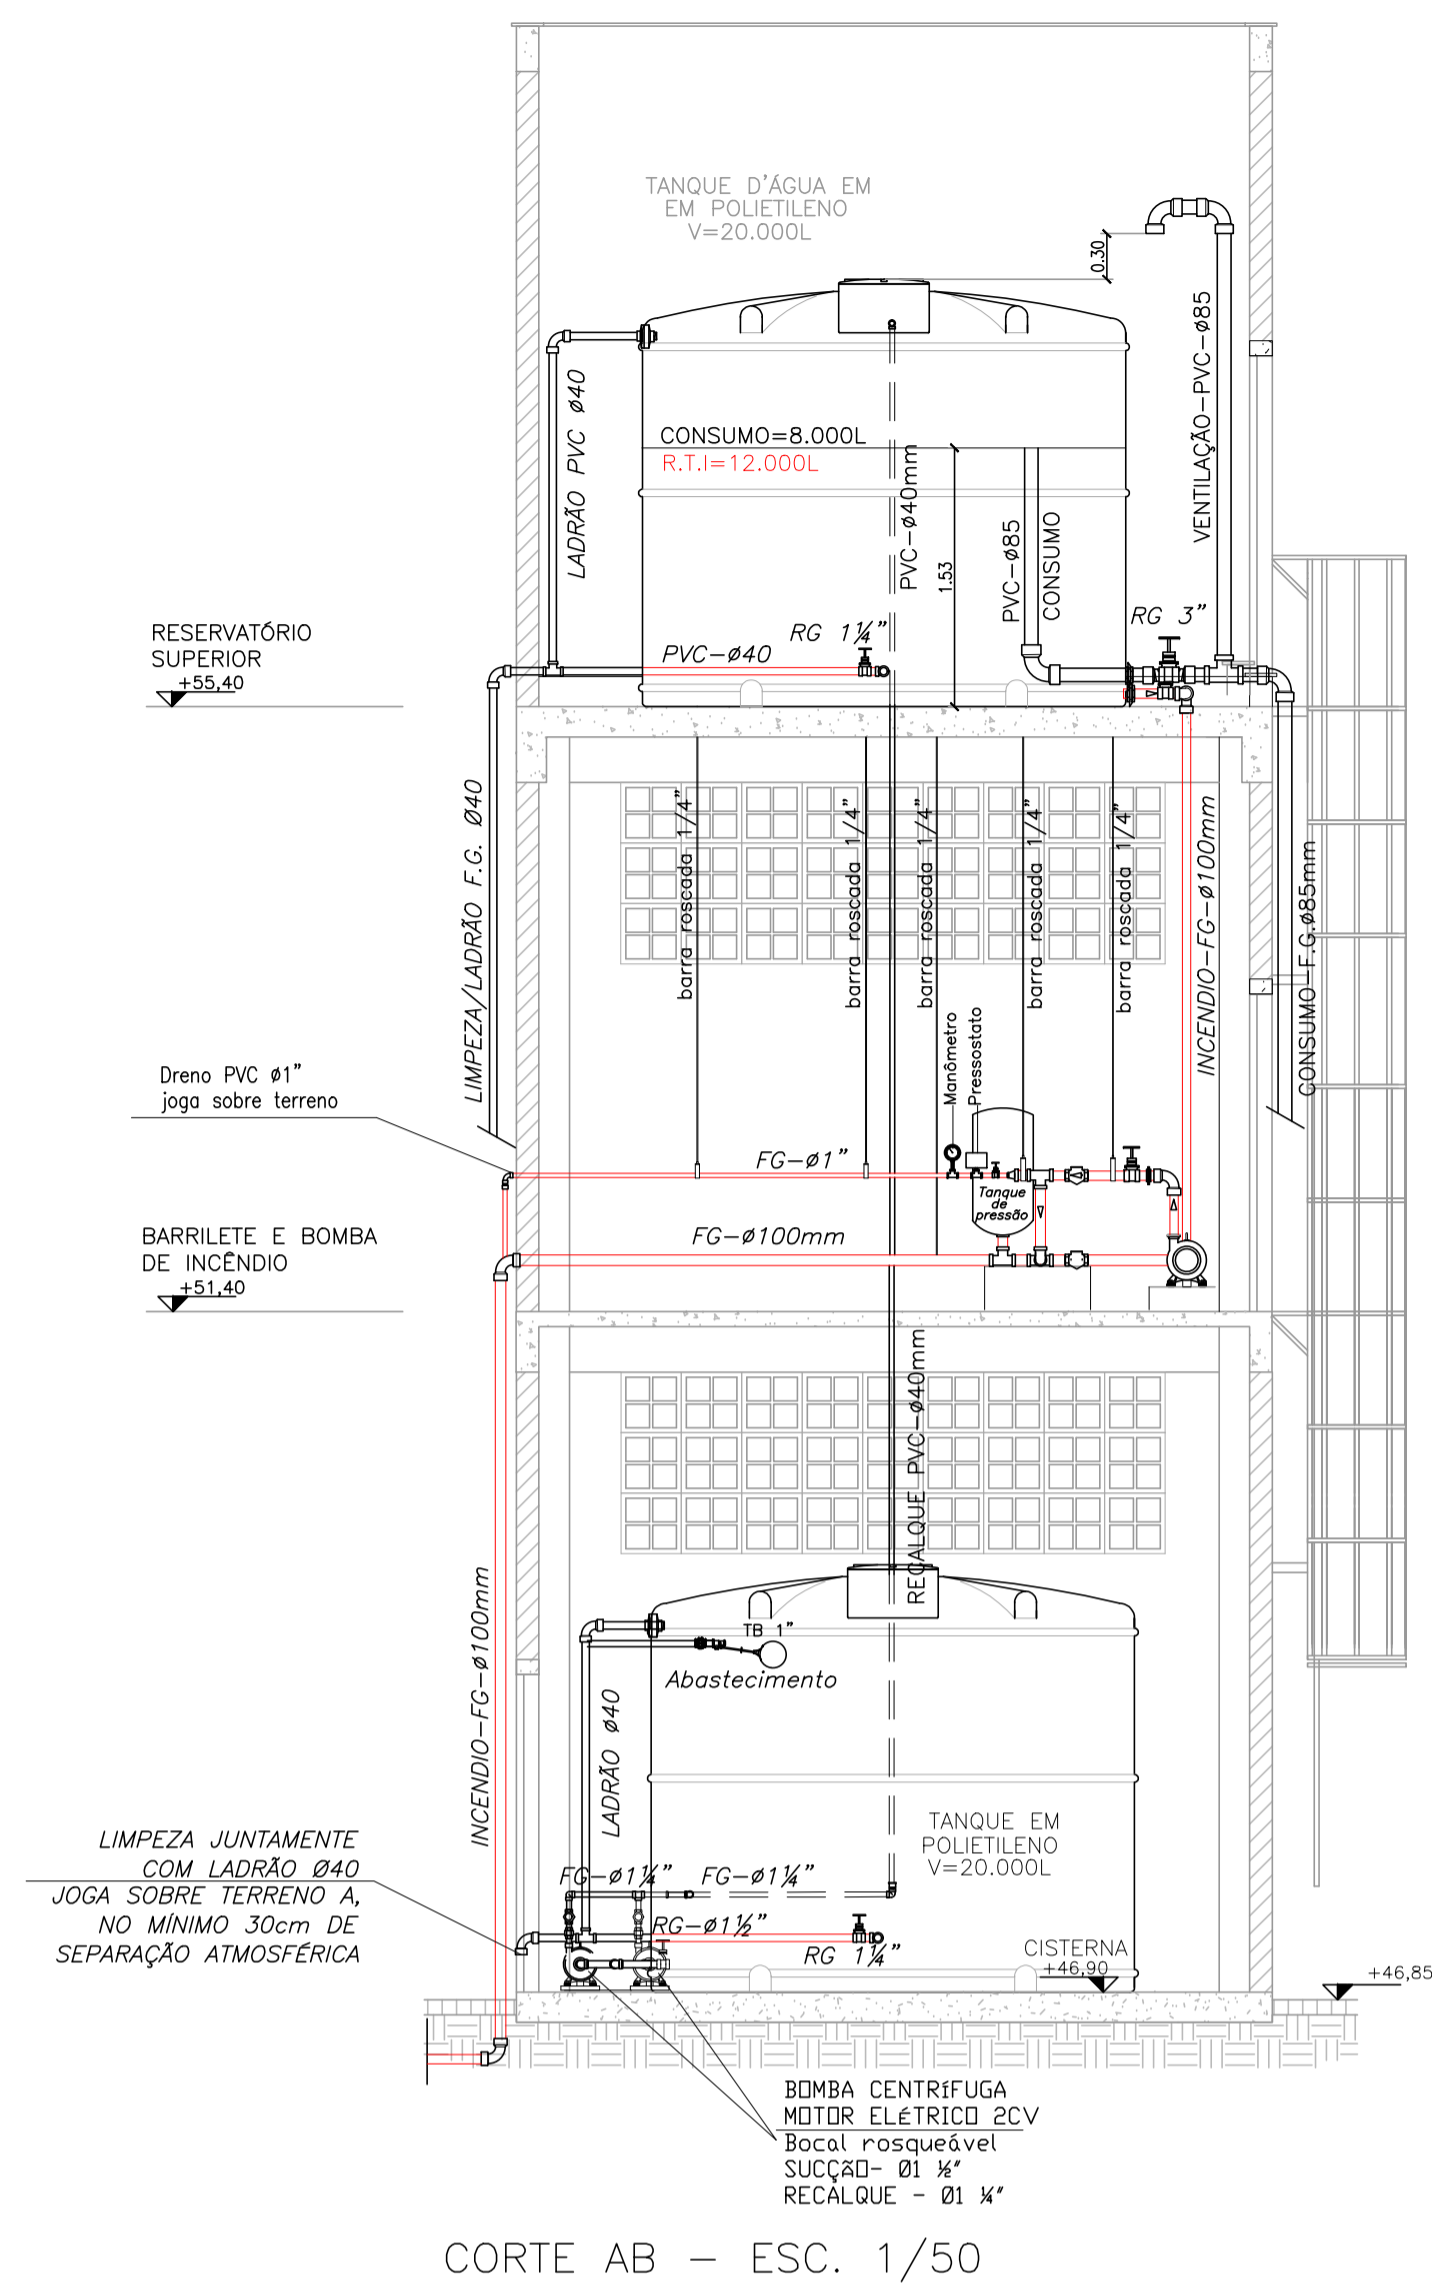 TANQUE D'ÁGUA EM
EM POLIETILENO
V=20.000L
0.30
VENTILAÇÃO-PVC-ø85
LADRÃO PVC ø40
CONSUMO=8.000L
R.T.I=12.000L
PVC-ø40mm
1.53
PVC-ø85
CONSUMO
RG 3"
RG 1¼"
PVC-ø40
RESERVATÓRIO
SUPERIOR
+55,40
LIMPEZA/LADRÃO F.G. Ø40
barra roscada 1/4"
barra roscada 1/4"
barra roscada 1/4"
barra roscada 1/4"
barra roscada 1/4"
INCENDIO-FG-ø100mm
CONSUMO-F.G.ø85mm
Manômetro
Pressostato
Dreno PVC ø1"
joga sobre terreno
FG-ø1"
Tanque
de
pressão
FG-ø100mm
BARRILETE E BOMBA
DE INCÊNDIO
+51,40
RECALQUE PVC-ø40mm
INCENDIO-FG-ø100mm
TB 1"
Abastecimento
LADRÃO ø40
TANQUE EM
POLIETILENO
V=20.000L
FG-ø1¼"
FG-ø1¼"
RG-ø1½"
RG 1¼"
CISTERNA
+46,90
+46,85
LIMPEZA JUNTAMENTE
COM LADRÃO Ø40
JOGA SOBRE TERRENO A,
NO MÍNIMO 30cm DE
SEPARAÇÃO ATMOSFÉRICA
BOMBA CENTRÍFUGA
MOTOR ELÉTRICO 2CV
Bocal rosqueável
SUCÇÃO- Ø1 ½"
RECALQUE - Ø1 ¼"
CORTE AB - ESC. 1/50